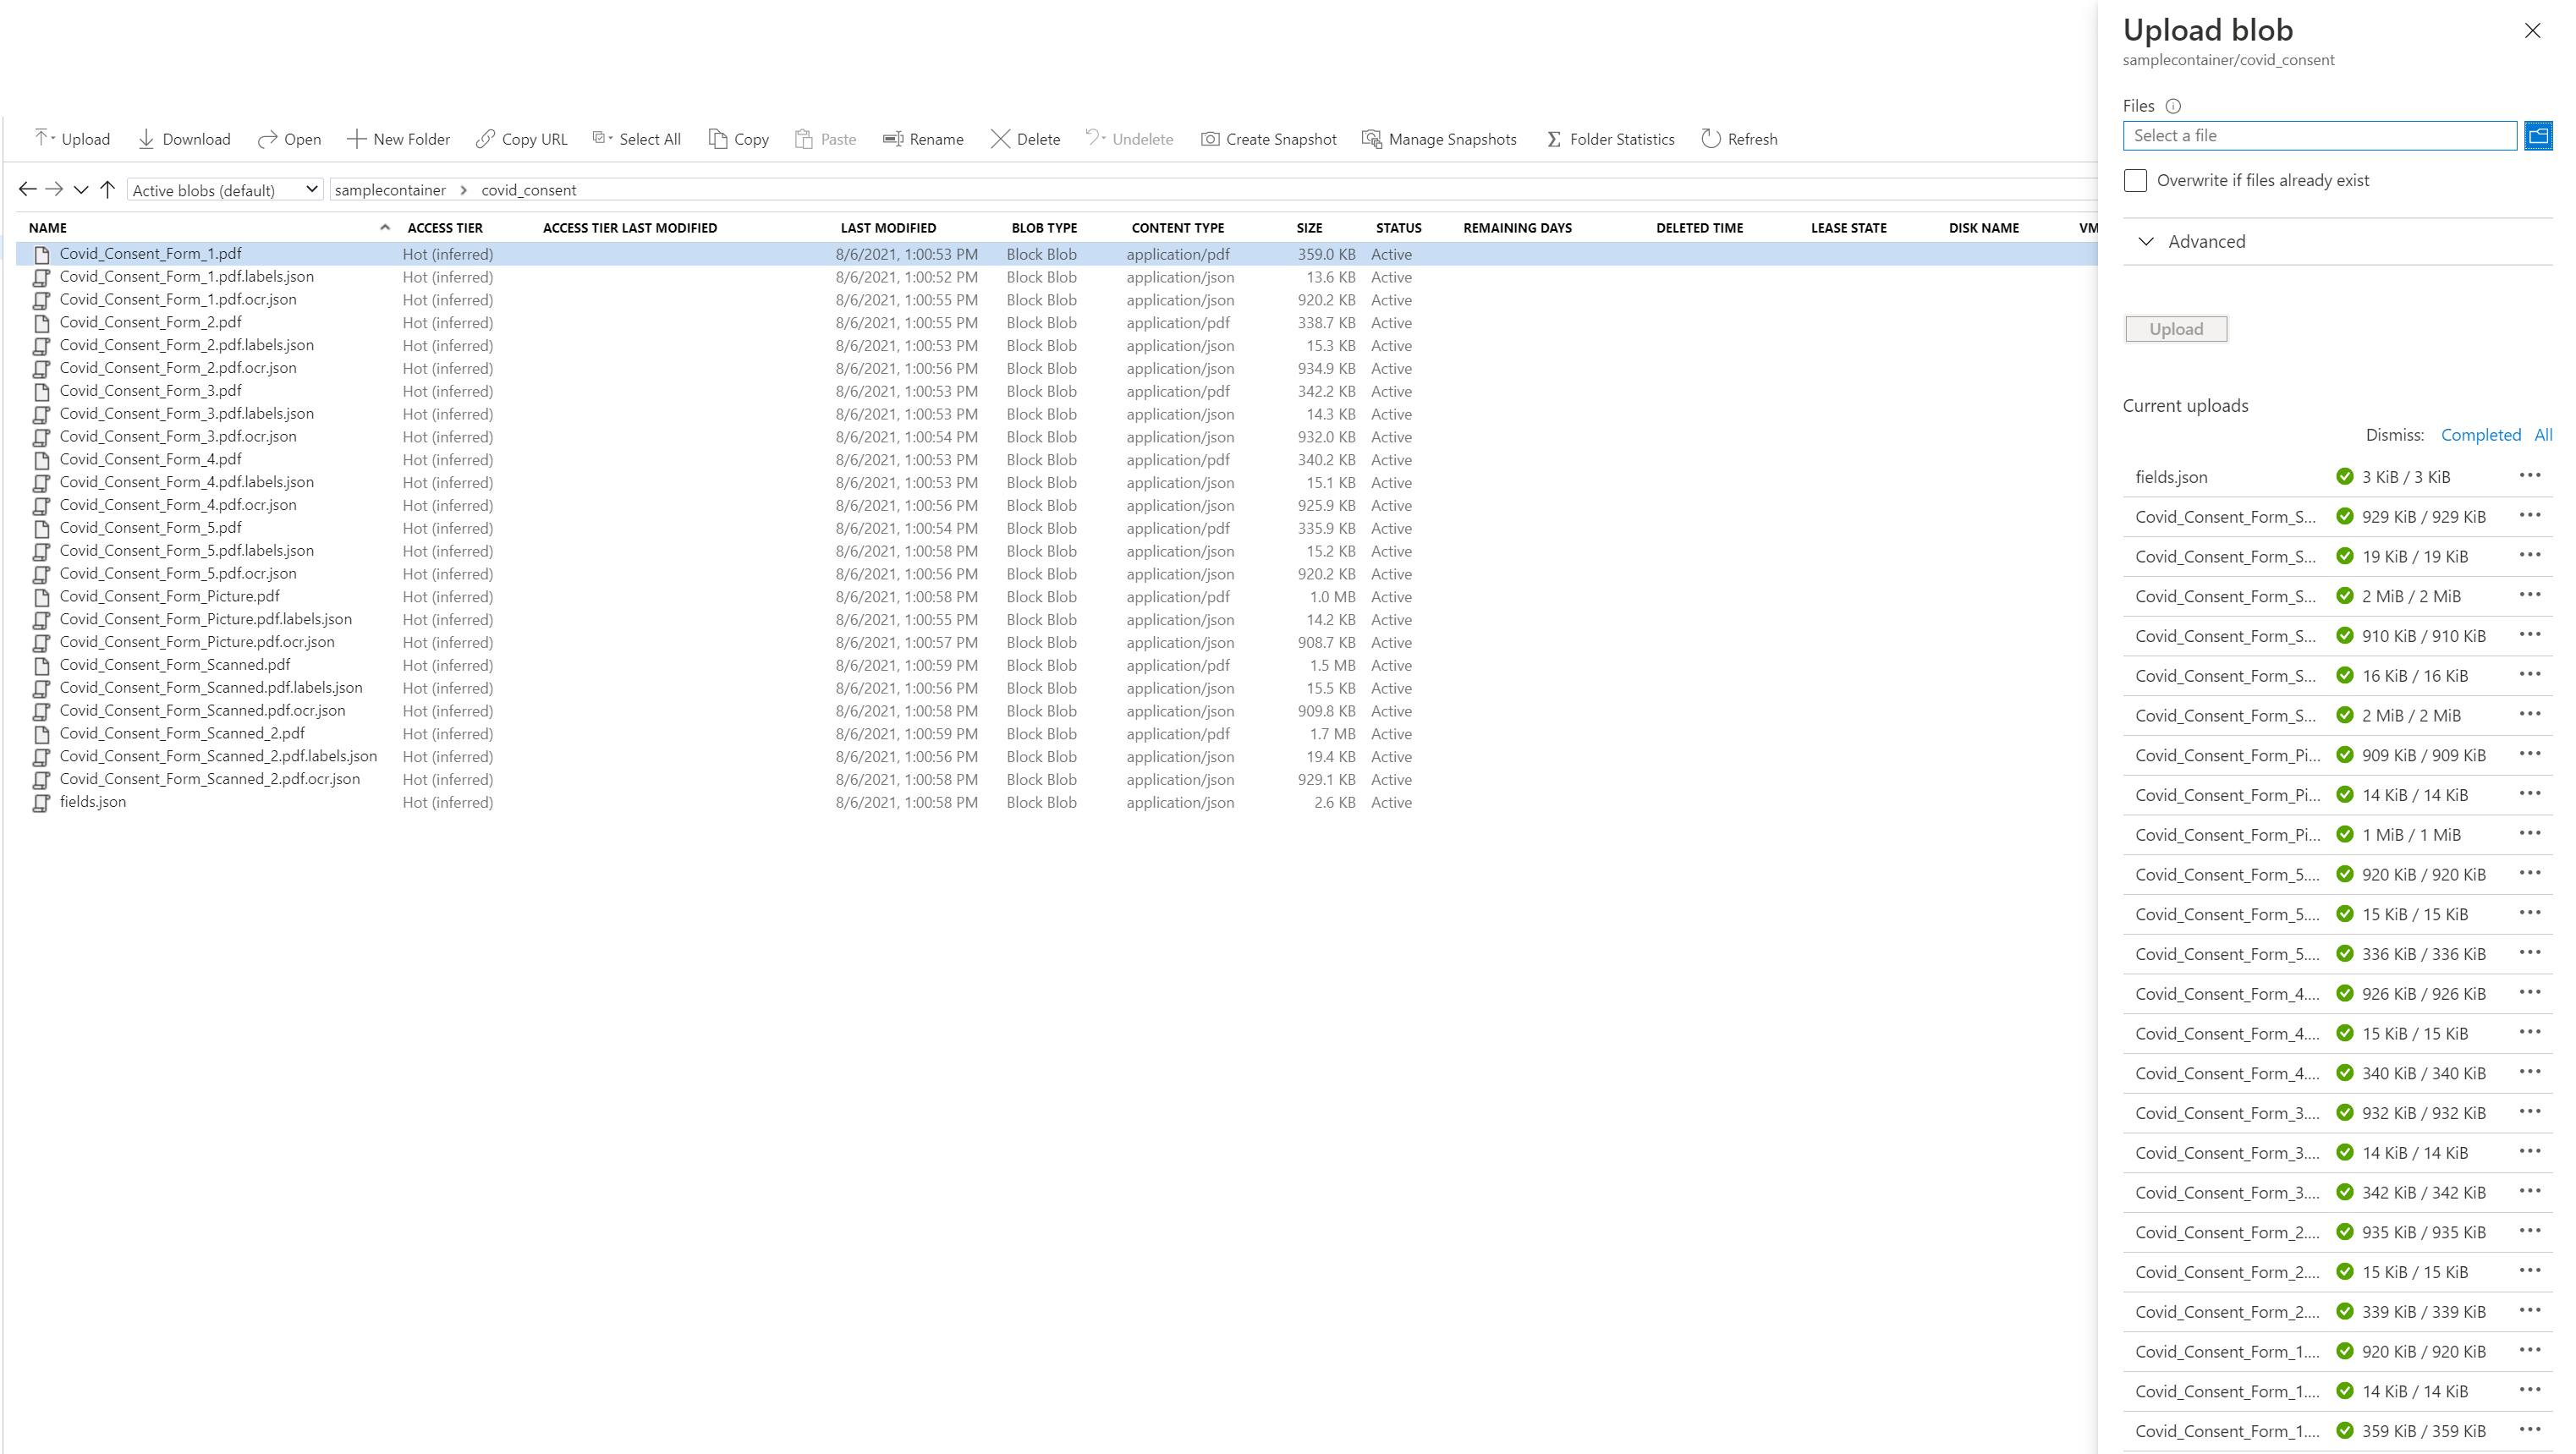 Upload Download Open New Folder Copy URL Select All Copy Paste Rename Delete Undelete Create Snapshot Manage Snapshots Folder Statistics Refresh
Active blobs (default) samplecontainer covid_consent
NAME ACCESS TIER ACCESS TIER LAST MODIFIED LAST MODIFIED BLOB TYPE CONTENT TYPE SIZE STATUS REMAINING DAYS DELETED TIME LEASE STATE DISK NAME VM
Covid_Consent_Form_1.pdf Hot (inferred) 8/6/2021, 1:00:53 PM Block Blob application/pdf 359.0 KB Active
Covid_Consent_Form_1.pdf.labels.json Hot (inferred) 8/6/2021, 1:00:52 PM Block Blob application/json 13.6 KB Active
Covid_Consent_Form_1.pdf.ocr.json Hot (inferred) 8/6/2021, 1:00:55 PM Block Blob application/json 920.2 KB Active
Covid_Consent_Form_2.pdf Hot (inferred) 8/6/2021, 1:00:55 PM Block Blob application/pdf 338.7 KB Active
Covid_Consent_Form_2.pdf.labels.json Hot (inferred) 8/6/2021, 1:00:53 PM Block Blob application/json 15.3 KB Active
Covid_Consent_Form_2.pdf.ocr.json Hot (inferred) 8/6/2021, 1:00:56 PM Block Blob application/json 934.9 KB Active
Covid_Consent_Form_3.pdf Hot (inferred) 8/6/2021, 1:00:53 PM Block Blob application/pdf 342.2 KB Active
Covid_Consent_Form_3.pdf.labels.json Hot (inferred) 8/6/2021, 1:00:53 PM Block Blob application/json 14.3 KB Active
Covid_Consent_Form_3.pdf.ocr.json Hot (inferred) 8/6/2021, 1:00:54 PM Block Blob application/json 932.0 KB Active
Covid_Consent_Form_4.pdf Hot (inferred) 8/6/2021, 1:00:53 PM Block Blob application/pdf 340.2 KB Active
Covid_Consent_Form_4.pdf.labels.json Hot (inferred) 8/6/2021, 1:00:53 PM Block Blob application/json 15.1 KB Active
Covid_Consent_Form_4.pdf.ocr.json Hot (inferred) 8/6/2021, 1:00:56 PM Block Blob application/json 925.9 KB Active
Covid_Consent_Form_5.pdf Hot (inferred) 8/6/2021, 1:00:54 PM Block Blob application/pdf 335.9 KB Active
Covid_Consent_Form_5.pdf.labels.json Hot (inferred) 8/6/2021, 1:00:58 PM Block Blob application/json 15.2 KB Active
Covid_Consent_Form_5.pdf.ocr.json Hot (inferred) 8/6/2021, 1:00:56 PM Block Blob application/json 920.2 KB Active
Covid_Consent_Form_Picture.pdf Hot (inferred) 8/6/2021, 1:00:58 PM Block Blob application/pdf 1.0 MB Active
Covid_Consent_Form_Picture.pdf.labels.json Hot (inferred) 8/6/2021, 1:00:55 PM Block Blob application/json 14.2 KB Active
Covid_Consent_Form_Picture.pdf.ocr.json Hot (inferred) 8/6/2021, 1:00:57 PM Block Blob application/json 908.7 KB Active
Covid_Consent_Form_Scanned.pdf Hot (inferred) 8/6/2021, 1:00:59 PM Block Blob application/pdf 1.5 MB Active
Covid_Consent_Form_Scanned.pdf.labels.json Hot (inferred) 8/6/2021, 1:00:56 PM Block Blob application/json 15.5 KB Active
Covid_Consent_Form_Scanned.pdf.ocr.json Hot (inferred) 8/6/2021, 1:00:58 PM Block Blob application/json 909.8 KB Active
Covid_Consent_Form_Scanned_2.pdf Hot (inferred) 8/6/2021, 1:00:59 PM Block Blob application/pdf 1.7 MB Active
Covid_Consent_Form_Scanned_2.pdf.labels.json Hot (inferred) 8/6/2021, 1:00:56 PM Block Blob application/json 19.4 KB Active
Covid_Consent_Form_Scanned_2.pdf.ocr.json Hot (inferred) 8/6/2021, 1:00:58 PM Block Blob application/json 929.1 KB Active
fields.json Hot (inferred) 8/6/2021, 1:00:58 PM Block Blob application/json 2.6 KB Active
Upload blob
samplecontainer/covid_consent
Files
Select a file
Overwrite if files already exist
Advanced
Upload
Current uploads
Dismiss: Completed All
fields.json 3 KiB / 3 KiB
Covid_Consent_Form_S... 929 KiB / 929 KiB
Covid_Consent_Form_S... 19 KiB / 19 KiB
Covid_Consent_Form_S... 2 MiB / 2 MiB
Covid_Consent_Form_S... 910 KiB / 910 KiB
Covid_Consent_Form_S... 16 KiB / 16 KiB
Covid_Consent_Form_S... 2 MiB / 2 MiB
Covid_Consent_Form_Pi... 909 KiB / 909 KiB
Covid_Consent_Form_Pi... 14 KiB / 14 KiB
Covid_Consent_Form_Pi... 1 MiB / 1 MiB
Covid_Consent_Form_5.... 920 KiB / 920 KiB
Covid_Consent_Form_5.... 15 KiB / 15 KiB
Covid_Consent_Form_5.... 336 KiB / 336 KiB
Covid_Consent_Form_4.... 926 KiB / 926 KiB
Covid_Consent_Form_4.... 15 KiB / 15 KiB
Covid_Consent_Form_4.... 340 KiB / 340 KiB
Covid_Consent_Form_3.... 932 KiB / 932 KiB
Covid_Consent_Form_3.... 14 KiB / 14 KiB
Covid_Consent_Form_3.... 342 KiB / 342 KiB
Covid_Consent_Form_2.... 935 KiB / 935 KiB
Covid_Consent_Form_2.... 15 KiB / 15 KiB
Covid_Consent_Form_2.... 339 KiB / 339 KiB
Covid_Consent_Form_1.... 920 KiB / 920 KiB
Covid_Consent_Form_1.... 14 KiB / 14 KiB
Covid_Consent_Form_1.... 359 KiB / 359 KiB